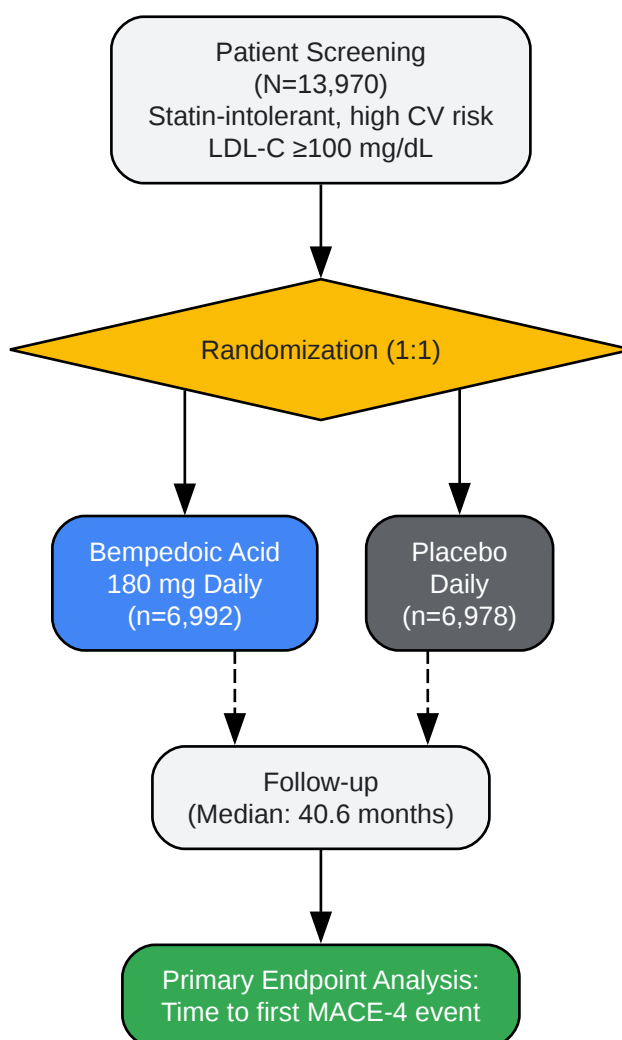 Patient Screening
(N=13,970)
Statin-intolerant, high CV risk
LDL-C ≥100 mg/dL
Randomization (1:1)
Bempedoic Acid
180 mg Daily
(n=6,992)
Placebo
Daily
(n=6,978)
Follow-up
(Median: 40.6 months)
Primary Endpoint Analysis:
Time to first MACE-4 event